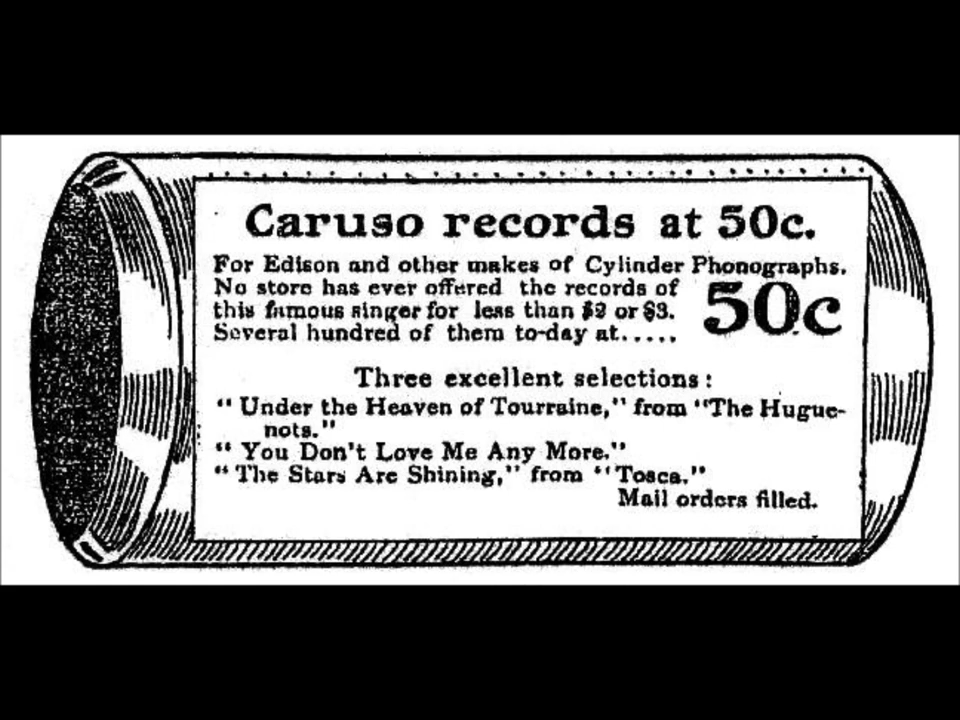 Caruso records at 50c.
For Edison and other makes of Cylinder Phonographs.
No store has ever offered the records of
this famous singer for less than $2 or $3.
Several hundred of them to-day at.....
50c
Three excellent selections:
"Under the Heaven of Tourraine," from "The Hugue-
nots."
"You Don't Love Me Any More."
"The Stars Are Shining," from "Tosca."
Mail orders filled.